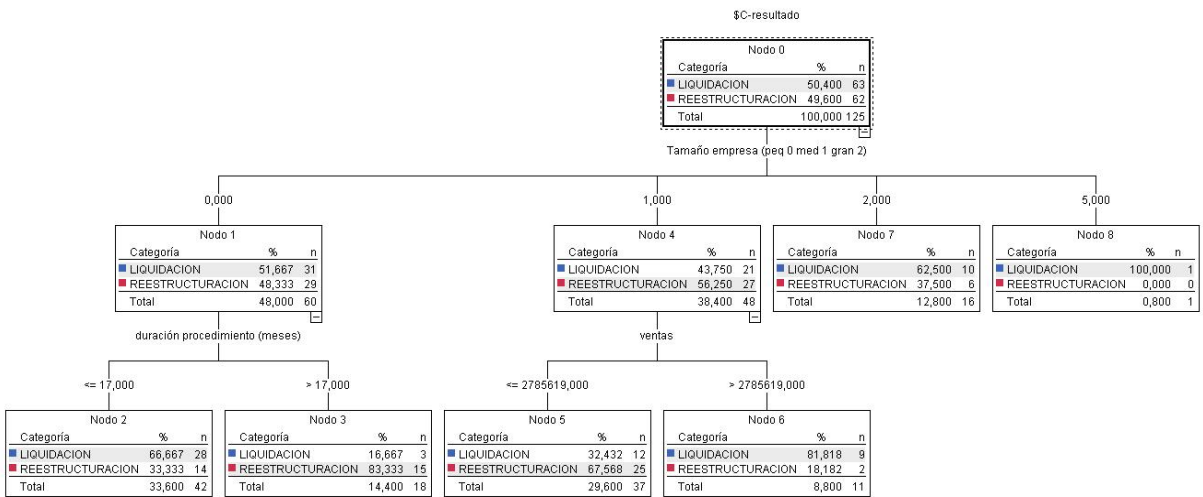 $C-resultado
Nodo 0
Categoría % n
LIQUIDACION 50,400 63
REESTRUCTURACION 49,600 62
Total 100,000 125
Tamaño empresa (peq 0 med 1 gran 2)
0,000 1,000 2,000 5,000
Nodo 1
Categoría % n
LIQUIDACION 51,667 31
REESTRUCTURACION 48,333 29
Total 48,000 60
Nodo 4
Categoría % n
LIQUIDACION 43,750 21
REESTRUCTURACION 56,250 27
Total 38,400 48
Nodo 7
Categoría % n
LIQUIDACION 62,500 10
REESTRUCTURACION 37,500 6
Total 12,800 16
Nodo 8
Categoría % n
LIQUIDACION 100,000 1
REESTRUCTURACION 0,000 0
Total 0,800 1
duración procedimiento (meses)
ventas
<= 17,000 > 17,000 <= 2785619,000 > 2785619,000
Nodo 2
Categoría % n
LIQUIDACION 66,667 28
REESTRUCTURACION 33,333 14
Total 33,600 42
Nodo 3
Categoría % n
LIQUIDACION 16,667 3
REESTRUCTURACION 83,333 15
Total 14,400 18
Nodo 5
Categoría % n
LIQUIDACION 32,432 12
REESTRUCTURACION 67,568 25
Total 29,600 37
Nodo 6
Categoría % n
LIQUIDACION 81,818 9
REESTRUCTURACION 18,182 2
Total 8,800 11